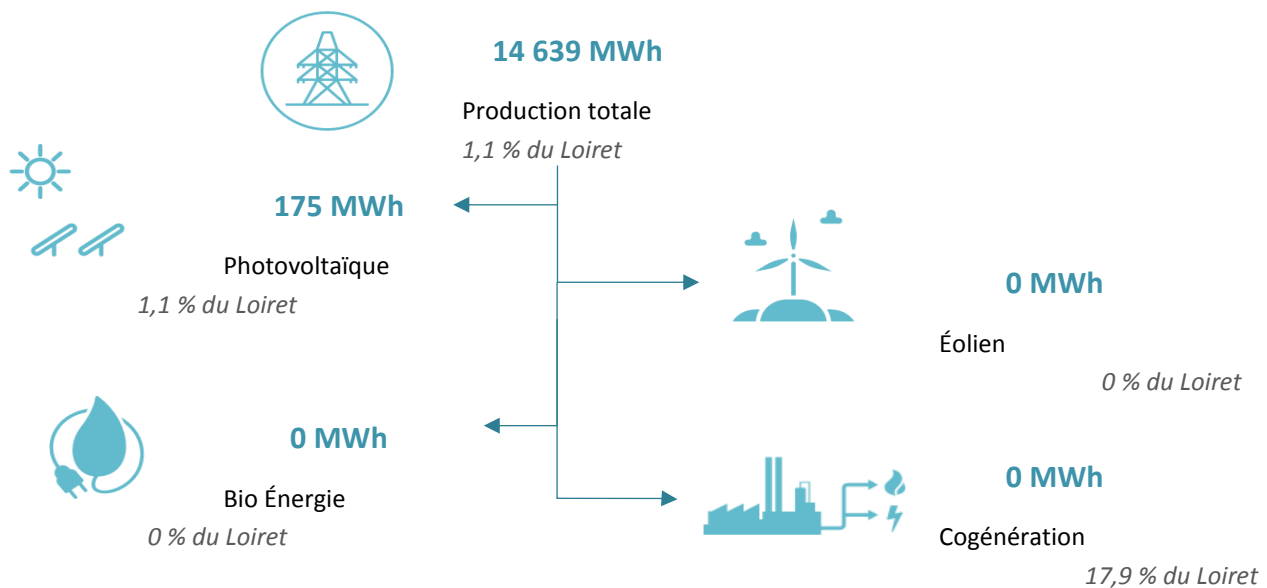 14 639 MWh
Production totale
1,1 % du Loiret
175 MWh
Photovoltaïque
1,1 % du Loiret
0 MWh
Éolien
0 % du Loiret
0 MWh
Bio Énergie
0 % du Loiret
0 MWh
Cogénération
17,9 % du Loiret